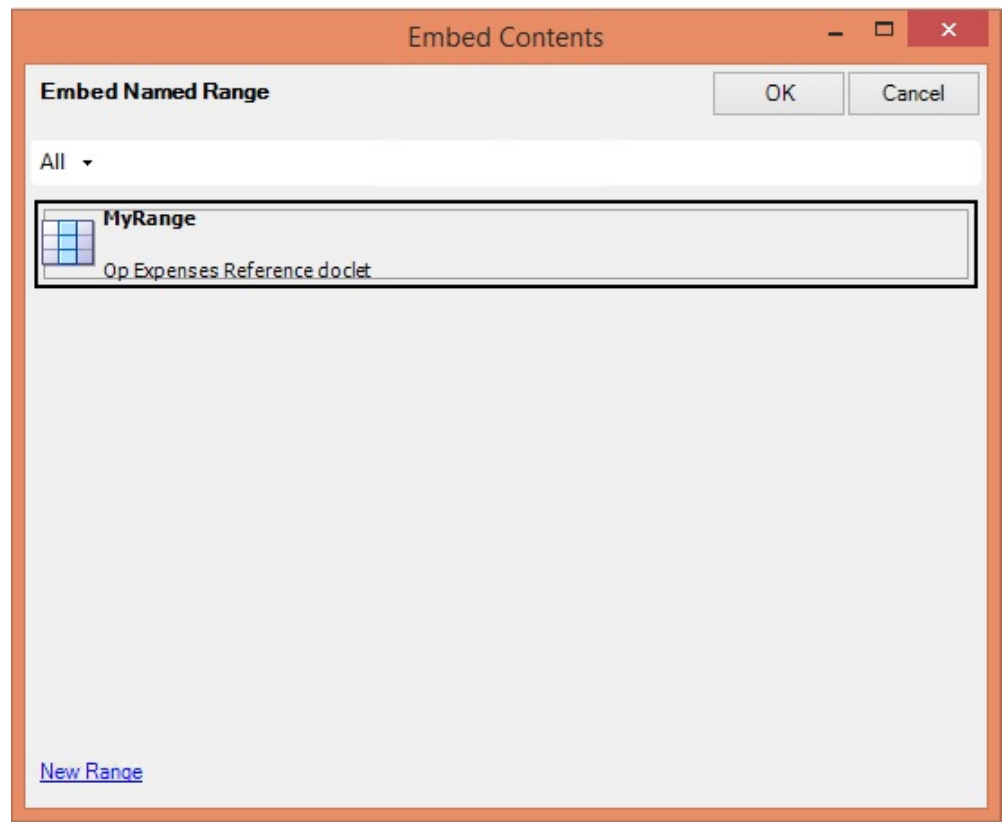 Embed Contents
Embed Named Range
OK
Cancel
All
MyRange
Op Expenses Reference doclet
New Range